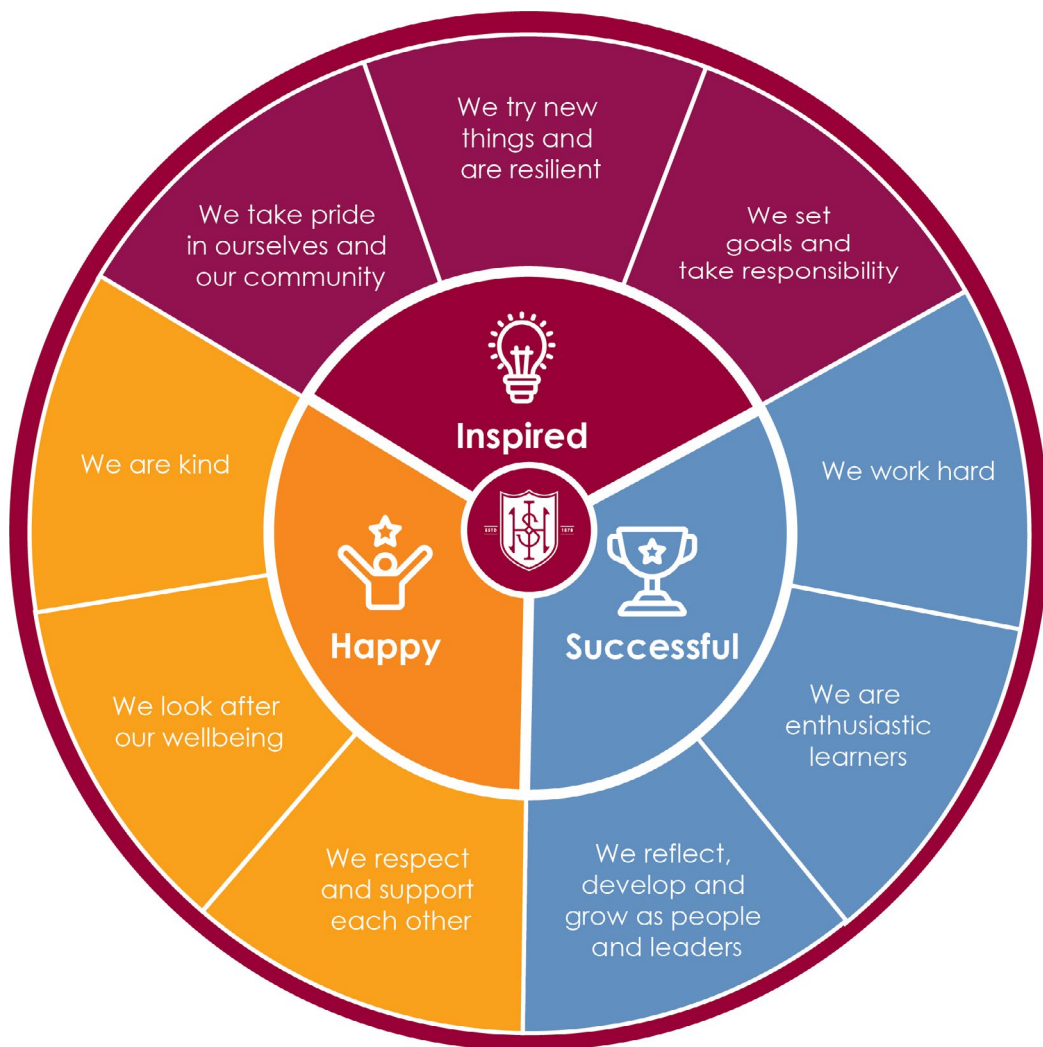 We try new
things and
are resilient
We set
goals and
take responsibility
We work hard
We are
enthusiastic
learners
We reflect,
develop and
grow as people
and leaders
We respect
and support
each other
We look after
our wellbeing
We are kind
We take pride
in ourselves and
our community
Inspired
Successful
Happy
ESTD
1878